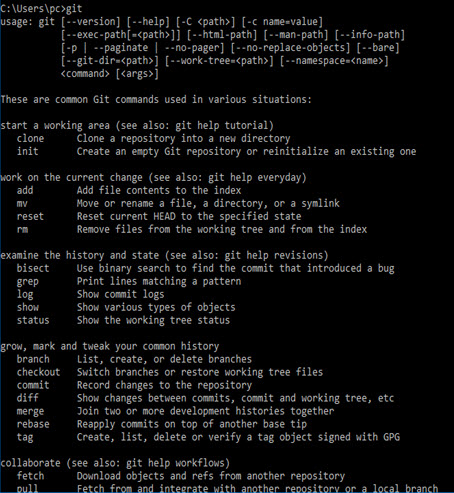 C:\Users\pc>git
usage: git [--version] [--help] [-C <path>] [-c name=value]
           [--exec-path[=<path>]] [--html-path] [--man-path] [--info-path]
           [-p | --paginate | --no-pager] [--no-replace-objects] [--bare]
           [--git-dir=<path>] [--work-tree=<path>] [--namespace=<name>]
           <command> [<args>]

These are common Git commands used in various situations:

start a working area (see also: git help tutorial)
   clone      Clone a repository into a new directory
   init       Create an empty Git repository or reinitialize an existing one

work on the current change (see also: git help everyday)
   add        Add file contents to the index
   mv         Move or rename a file, a directory, or a symlink
   reset      Reset current HEAD to the specified state
   rm         Remove files from the working tree and from the index

examine the history and state (see also: git help revisions)
   bisect     Use binary search to find the commit that introduced a bug
   grep       Print lines matching a pattern
   log        Show commit logs
   show       Show various types of objects
   status     Show the working tree status

grow, mark and tweak your common history
   branch     List, create, or delete branches
   checkout   Switch branches or restore working tree files
   commit     Record changes to the repository
   diff       Show changes between commits, commit and working tree, etc
   merge      Join two or more development histories together
   rebase     Reapply commits on top of another base tip
   tag        Create, list, delete or verify a tag object signed with GPG

collaborate (see also: git help workflows)
   fetch      Download objects and refs from another repository
   pull       Fetch from and integrate with another repository or a local branch